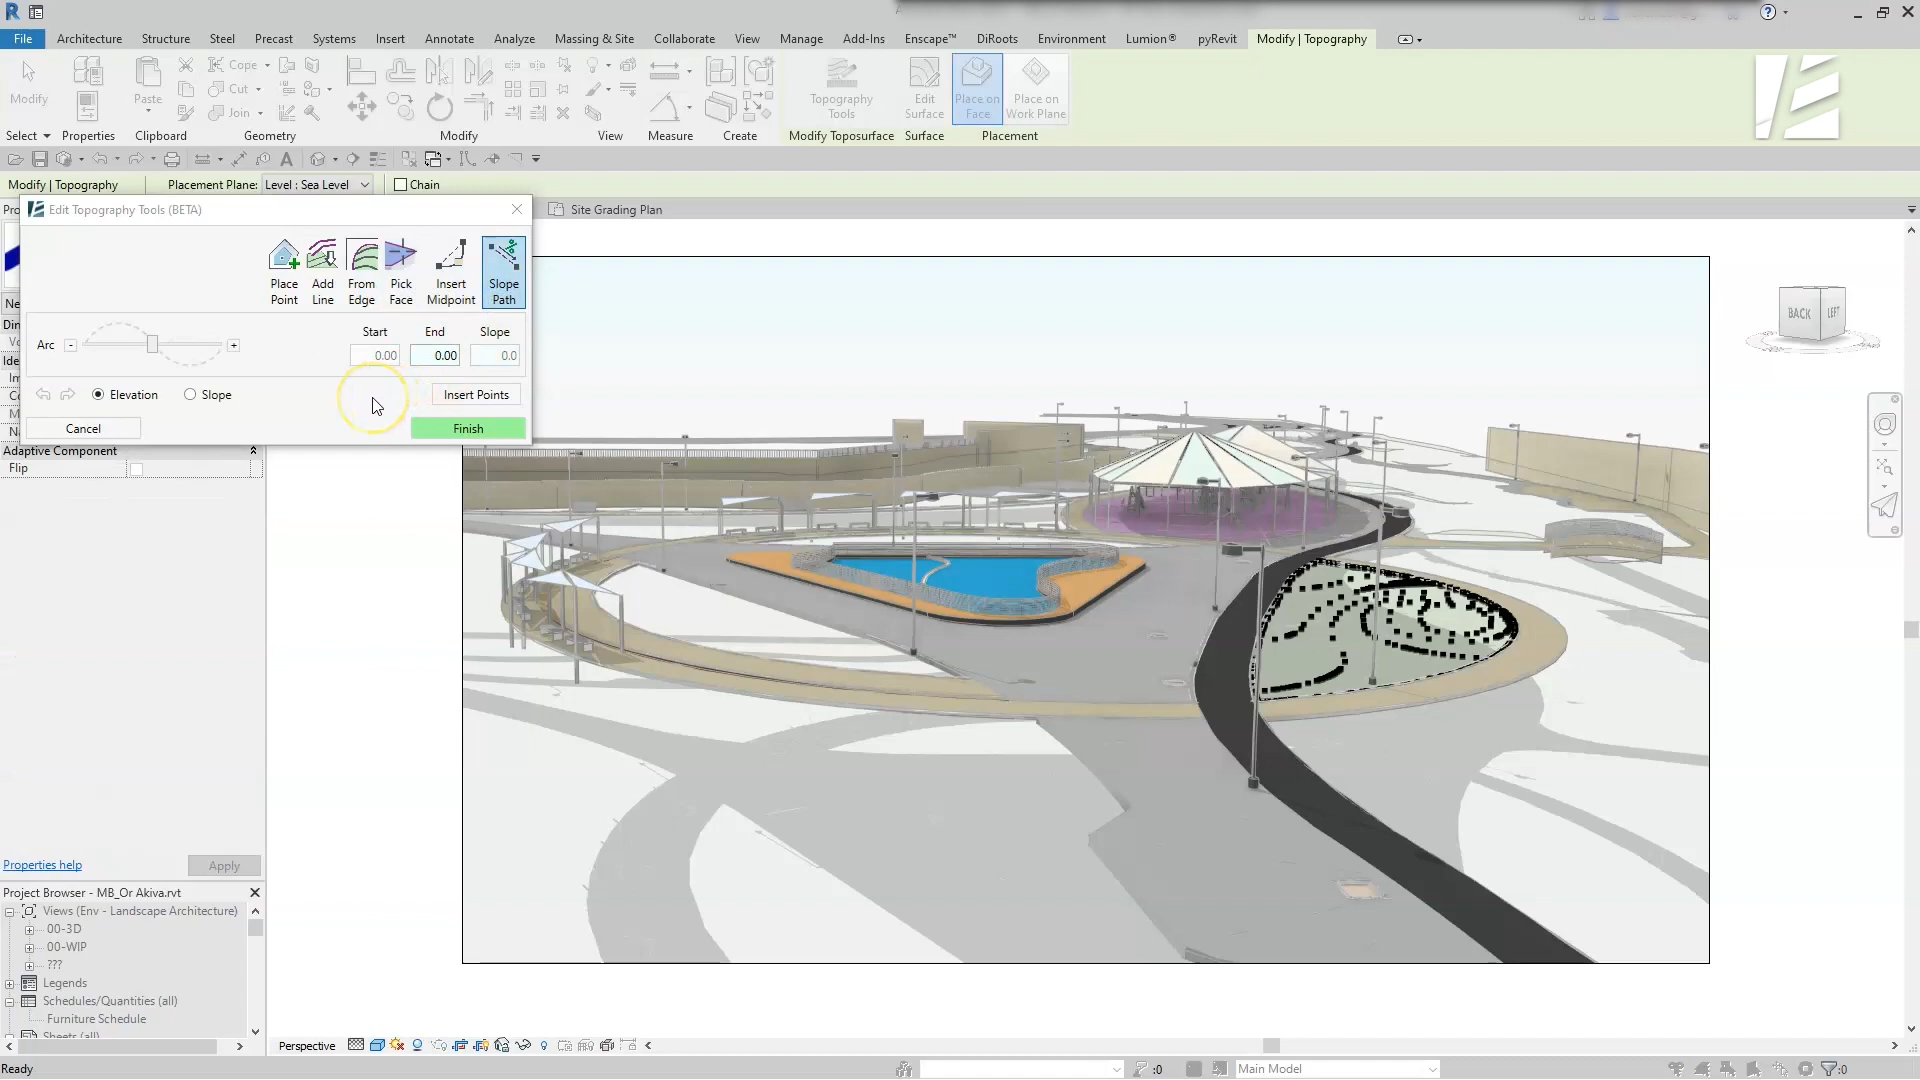 File Architecture Structure Steel Precast Systems Insert Annotate Analyze Massing & Site Collaborate View Manage Add-Ins Enscape™ DiRoots Environment Lumion® pyRevit Modify | Topography
Modify
Paste
Cope
Cut
Join
Topography Tools
Edit Surface
Place on Face
Place on Work Plane
Select Properties Clipboard Geometry Modify View Measure Create Modify Toposurface Surface Placement
Modify | Topography Placement Plane: Level : Sea Level Chain
Edit Topography Tools (BETA)
Site Grading Plan
Place Point
Add Line
From Edge
Pick Face
Insert Midpoint
Slope Path
Start End Slope
Arc - +
0.00 0.00 0.0
Elevation Slope Insert Points
Cancel Finish
Adaptive Component
Flip
BACK LEFT
Properties help Apply
Project Browser - MB_Or Akiva.rvt
Views (Env - Landscape Architecture)
00-3D
00-WIP
???
Legends
Schedules/Quantities (all)
Furniture Schedule
Sheets (all)
Perspective
Ready :0 Main Model :0